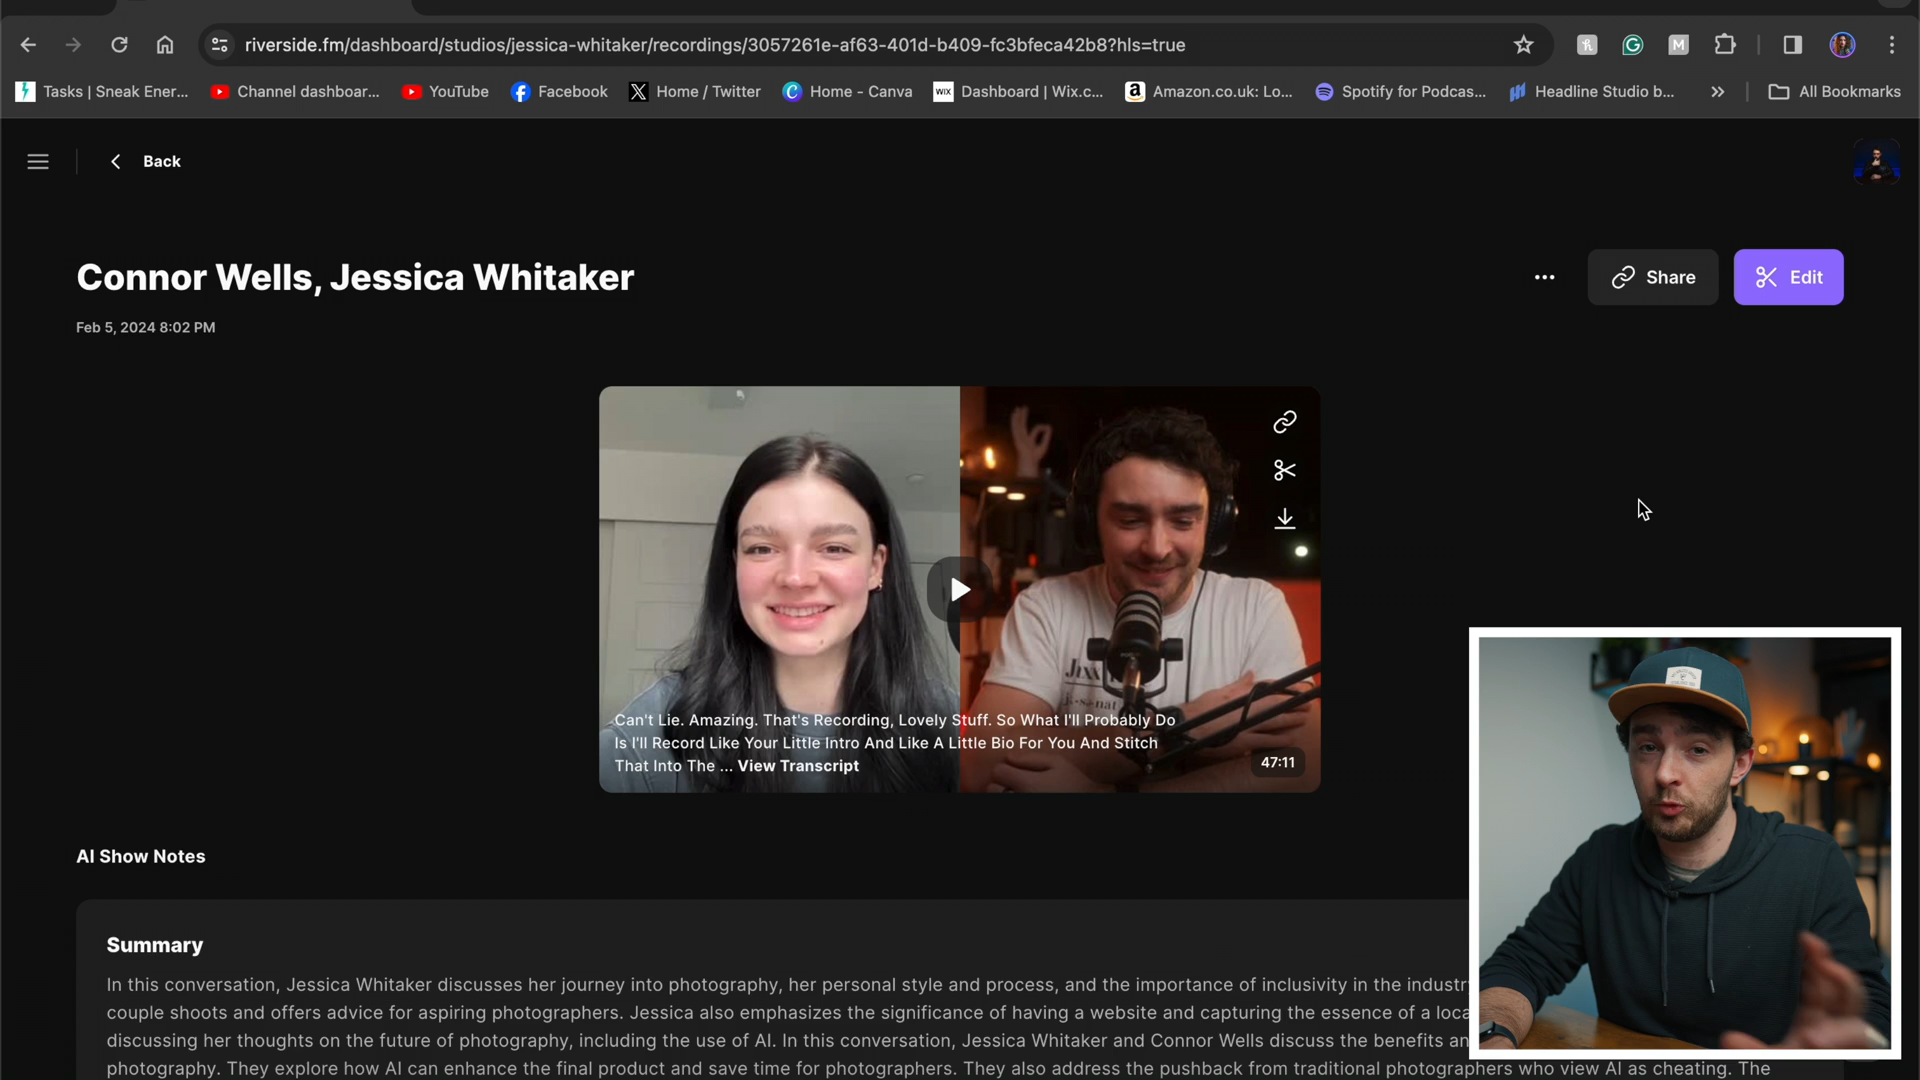 riverside.fm/dashboard/studios/jessica-whitaker/recordings/3057261e-af63-401d-b409-fc3bfeca42b8?hls=true
Tasks | Sneak Ener... Channel dashboar... YouTube Facebook Home / Twitter Home - Canva WIX Dashboard | Wix.c... Amazon.co.uk: Lo... Spotify for Podcas... Headline Studio b... All Bookmarks
Back
Connor Wells, Jessica Whitaker
Share
Edit
Feb 5, 2024 8:02 PM
Can't Lie. Amazing. That's Recording, Lovely Stuff. So What I'll Probably Do
Is I'll Record Like Your Little Intro And Like A Little Bio For You And Stitch
That Into The ... View Transcript
47:11
AI Show Notes
Summary
In this conversation, Jessica Whitaker discusses her journey into photography, her personal style and process, and the importance of inclusivity in the
couple shoots and offers advice for aspiring photographers. Jessica also emphasizes the significance of having a website and capturing the essence of a
discussing her thoughts on the future of photography, including the use of AI. In this conversation, Jessica Whitaker and Connor Wells discuss the benefits
photography. They explore how AI can enhance the final product and save time for photographers. They also address the pushback from traditional photographers who view AI as cheating. The